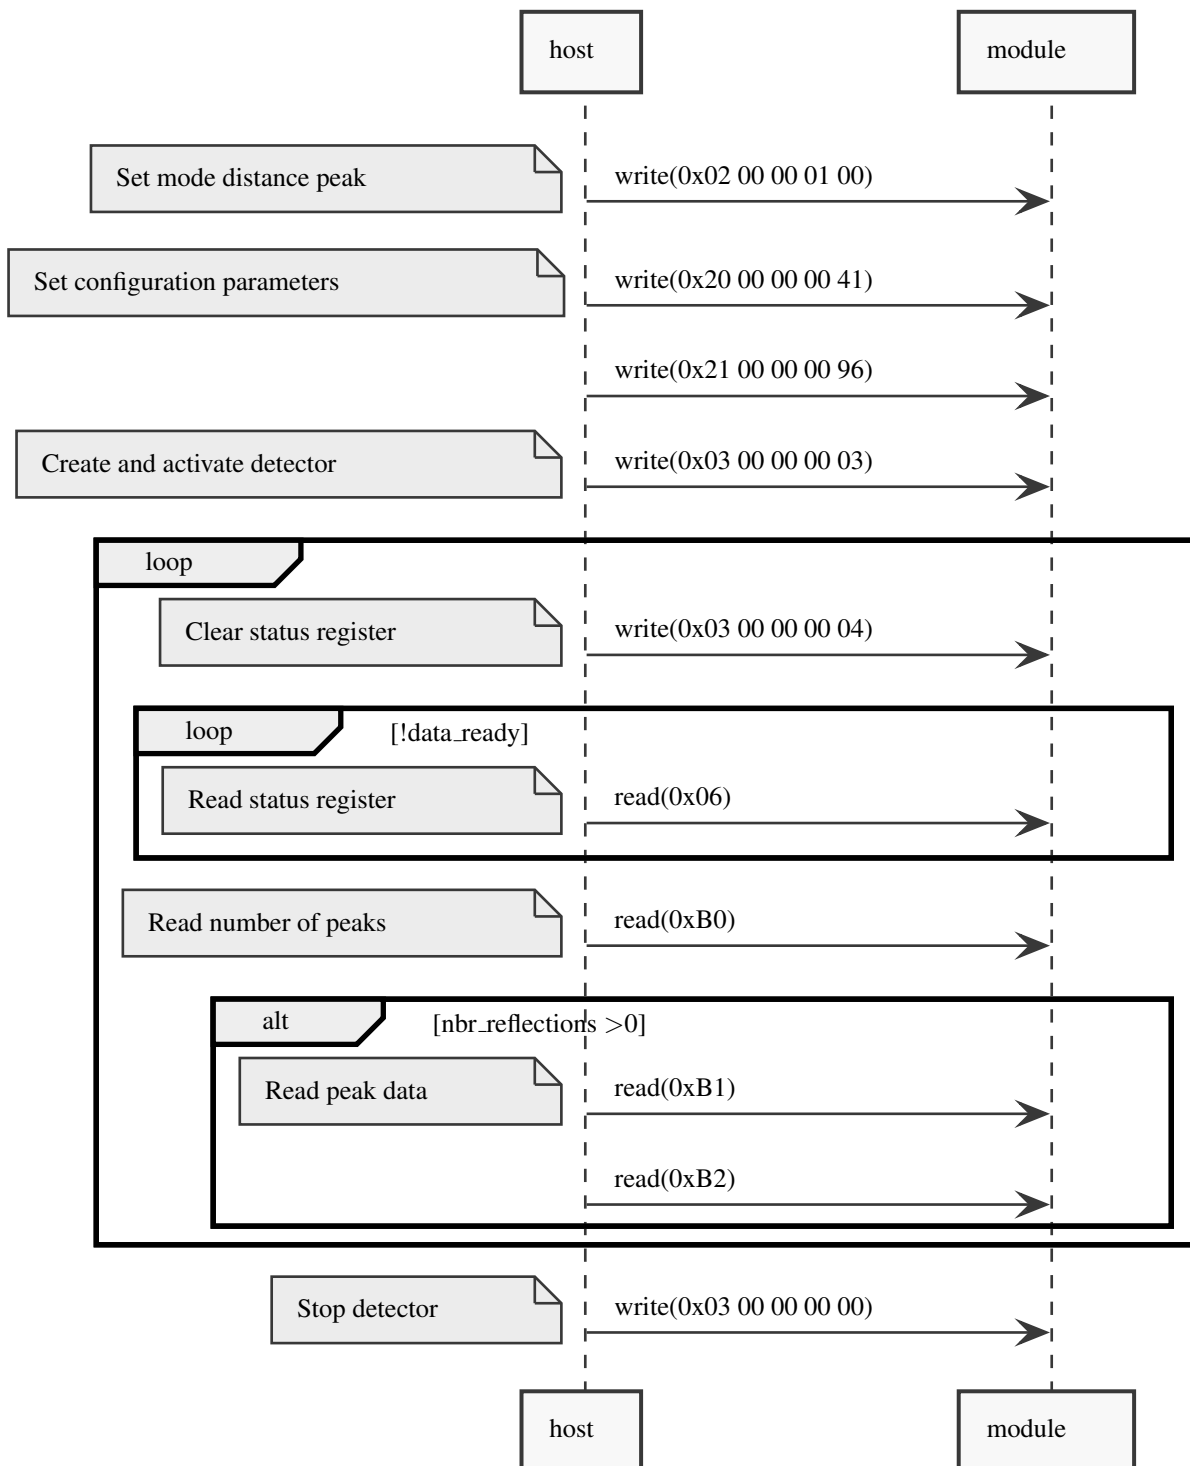 host
module
Set mode distance peak
write(0x02 00 00 01 00)
Set configuration parameters
write(0x20 00 00 00 41)
write(0x21 00 00 00 96)
Create and activate detector
write(0x03 00 00 00 03)
loop
Clear status register
write(0x03 00 00 00 04)
loop
[!data_ready]
Read status register
read(0x06)
Read number of peaks
read(0xB0)
alt
[nbr_reflections >0]
Read peak data
read(0xB1)
read(0xB2)
Stop detector
write(0x03 00 00 00 00)
host
module